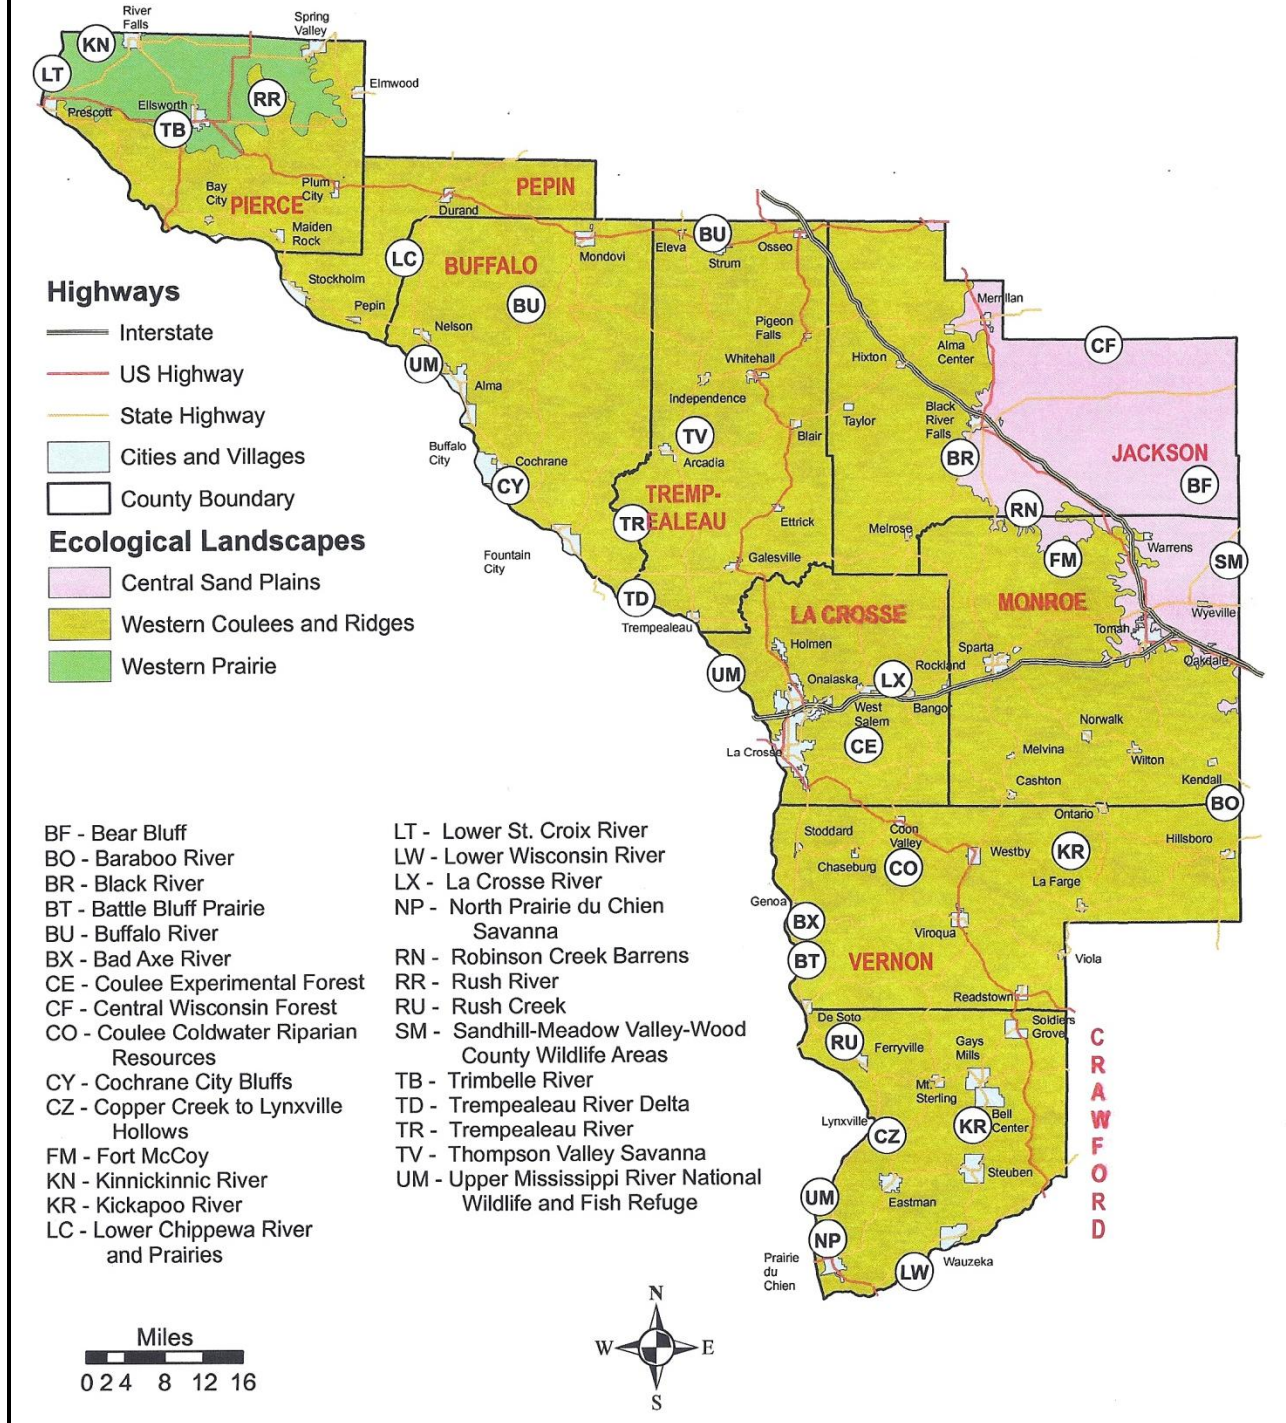 River
Falls
Spring
Valley
KN
LT
RR
Elmwood
Prescott
Ellsworth
TB
Bay
City
Plum
City
PIERCE
PEPIN
Durand
Maiden
Rock
BU
Eleva
Strum
Osseo
Mondovi
LC
BUFFALO
BU
Stockholm
Pepin
Nelson
UM
Alma
Merrillan
Alma
Center
CF
Pigeon
Falls
Whitehall
Hixton
Independence
Taylor
Black
River
Falls
TV
Blair
Arcadia
BR
JACKSON
BF
Buffalo
City
Cochrane
CY
TREMP-
EALEAU
TR
Ettrick
RN
Melrose
Warrens
Fountain
City
Galesville
FM
SM
TD
Trempealeau
LA CROSSE
MONROE
Wyeville
Tomah
Holmen
Sparta
Oakdale
UM
Onalaska
LX
Rockland
West
Salem
Bangor
La Crosse
CE
Norwalk
Melvina
Wilton
Cashton
Kendall
BO
Ontario
Stoddard
Coon
Valley
Westby
KR
Hillsboro
Chaseburg
CO
La Farge
Genoa
BX
Viroqua
BT
VERNON
Viola
Readstown
De Soto
Soldiers
Grove
RU
Ferryville
Gays
Mills
Mt.
Sterling
Lynxville
CZ
KR
Bell
Center
Steuben
Eastman
UM
NP
Prairie
du
Chien
LW
Wauzeka
C
R
A
W
F
O
R
D
Highways
Interstate
US Highway
State Highway
Cities and Villages
County Boundary
Ecological Landscapes
Central Sand Plains
Western Coulees and Ridges
Western Prairie
BF - Bear Bluff
BO - Baraboo River
BR - Black River
BT - Battle Bluff Prairie
BU - Buffalo River
BX - Bad Axe River
CE - Coulee Experimental Forest
CF - Central Wisconsin Forest
CO - Coulee Coldwater Riparian
Resources
CY - Cochrane City Bluffs
CZ - Copper Creek to Lynxville
Hollows
FM - Fort McCoy
KN - Kinnickinnic River
KR - Kickapoo River
LC - Lower Chippewa River
and Prairies
LT - Lower St. Croix River
LW - Lower Wisconsin River
LX - La Crosse River
NP - North Prairie du Chien
Savanna
RN - Robinson Creek Barrens
RR - Rush River
RU - Rush Creek
SM - Sandhill-Meadow Valley-Wood
County Wildlife Areas
TB - Trimbelle River
TD - Trempealeau River Delta
TR - Trempealeau River
TV - Thompson Valley Savanna
UM - Upper Mississippi River National
Wildlife and Fish Refuge
Miles
0 2 4 8 12 16
N
W E
S